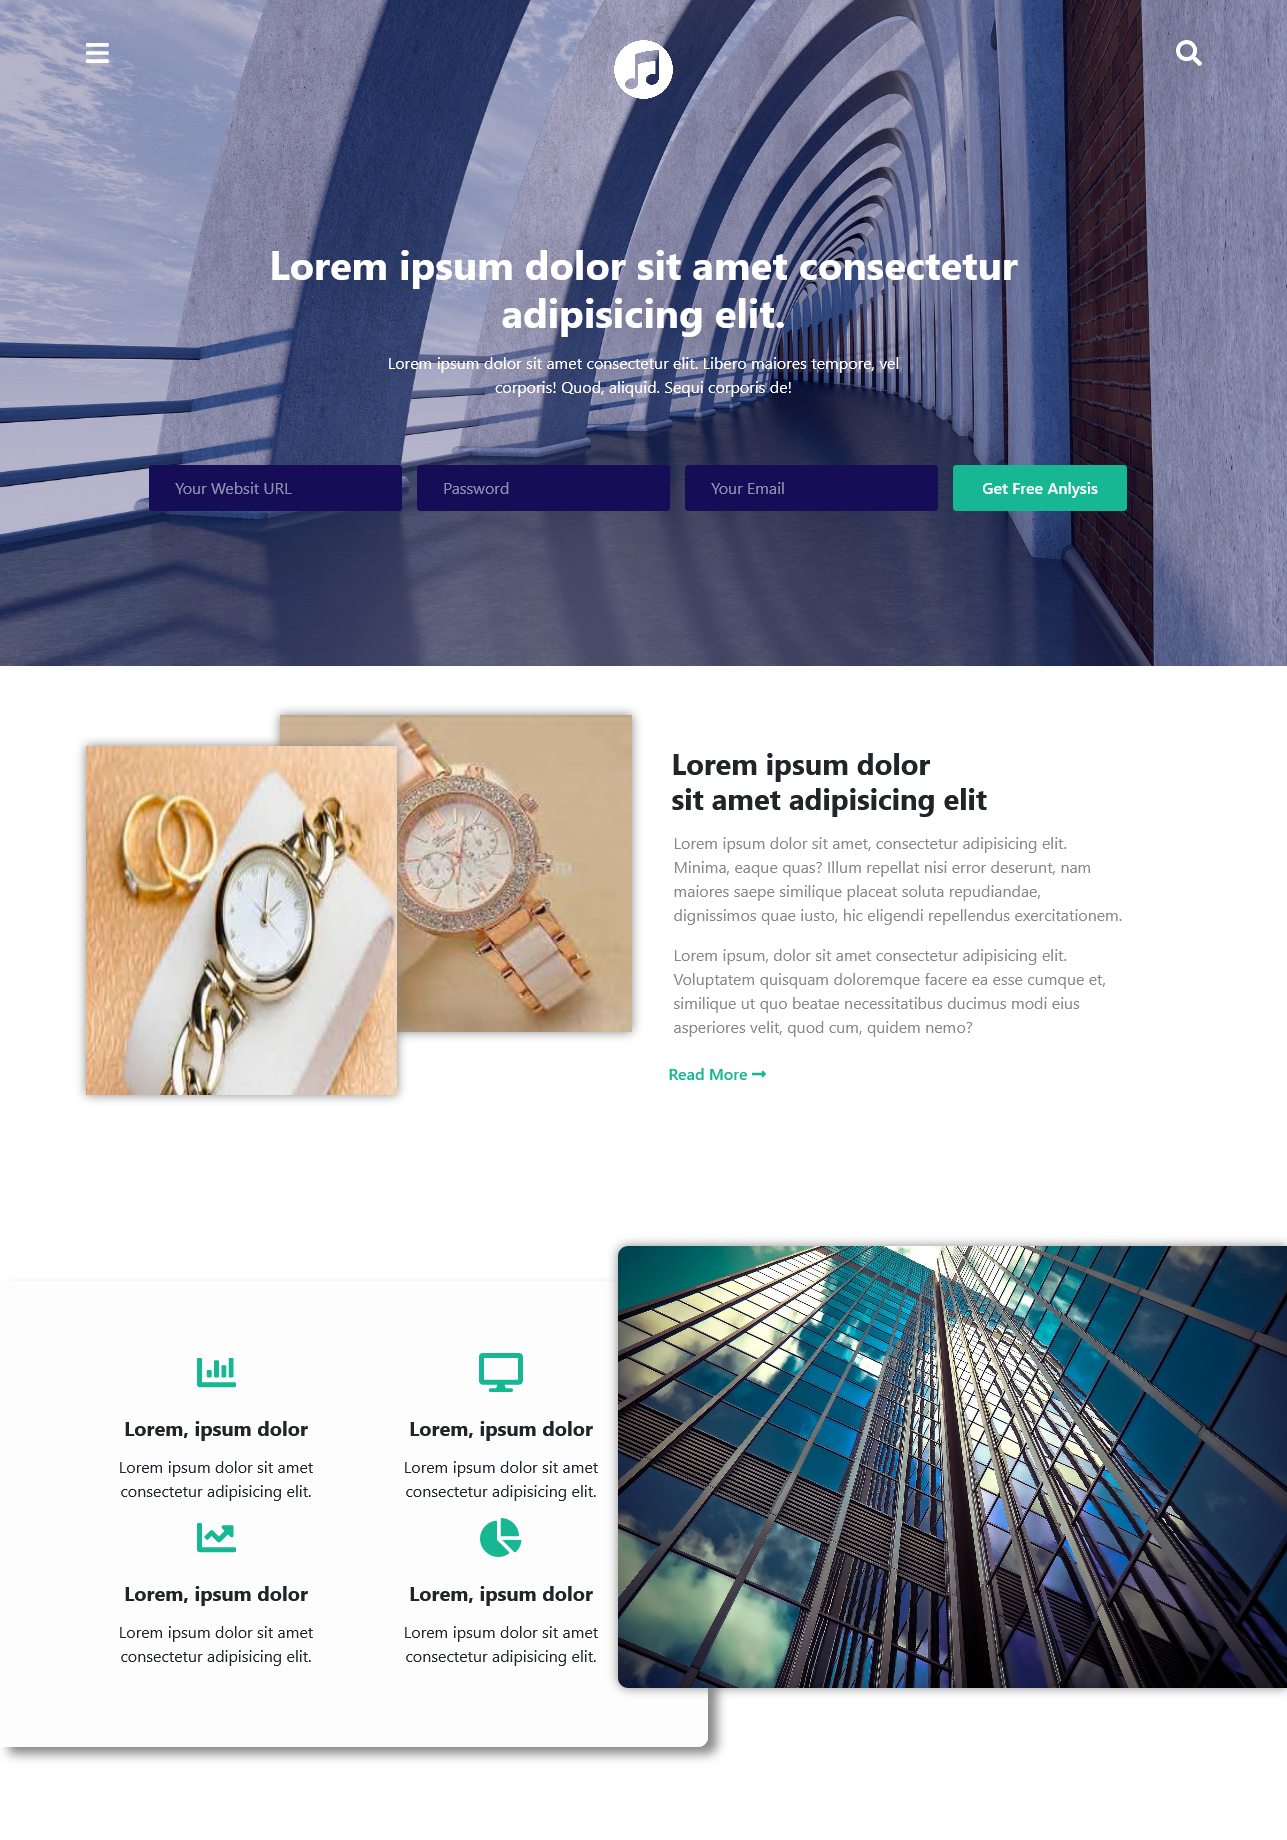 Lorem ipsum dolor sit amet consectetur
adipisicing elit.
Lorem ipsum dolor sit amet consectetur elit. Libero maiores tempore, vel
corporis! Quod, aliquid. Sequi corporis de!
Your Websit URL
Password
Your Email
Get Free Anlysis
Lorem ipsum dolor
sit amet adipisicing elit
Lorem ipsum dolor sit amet, consectetur adipisicing elit.
Minima, eaque quas? Illum repellat nisi error deserunt, nam
maiores saepe similique placeat soluta repudiandae,
dignissimos quae iusto, hic eligendi repellendus exercitationem.
Lorem ipsum, dolor sit amet consectetur adipisicing elit.
Voluptatem quisquam doloremque facere ea esse cumque et,
similique ut quo beatae necessitatibus ducimus modi eius
asperiores velit, quod cum, quidem nemo?
Read More
Lorem, ipsum dolor
Lorem ipsum dolor sit amet
consectetur adipisicing elit.
Lorem, ipsum dolor
Lorem ipsum dolor sit amet
consectetur adipisicing elit.
Lorem, ipsum dolor
Lorem ipsum dolor sit amet
consectetur adipisicing elit.
Lorem, ipsum dolor
Lorem ipsum dolor sit amet
consectetur adipisicing elit.